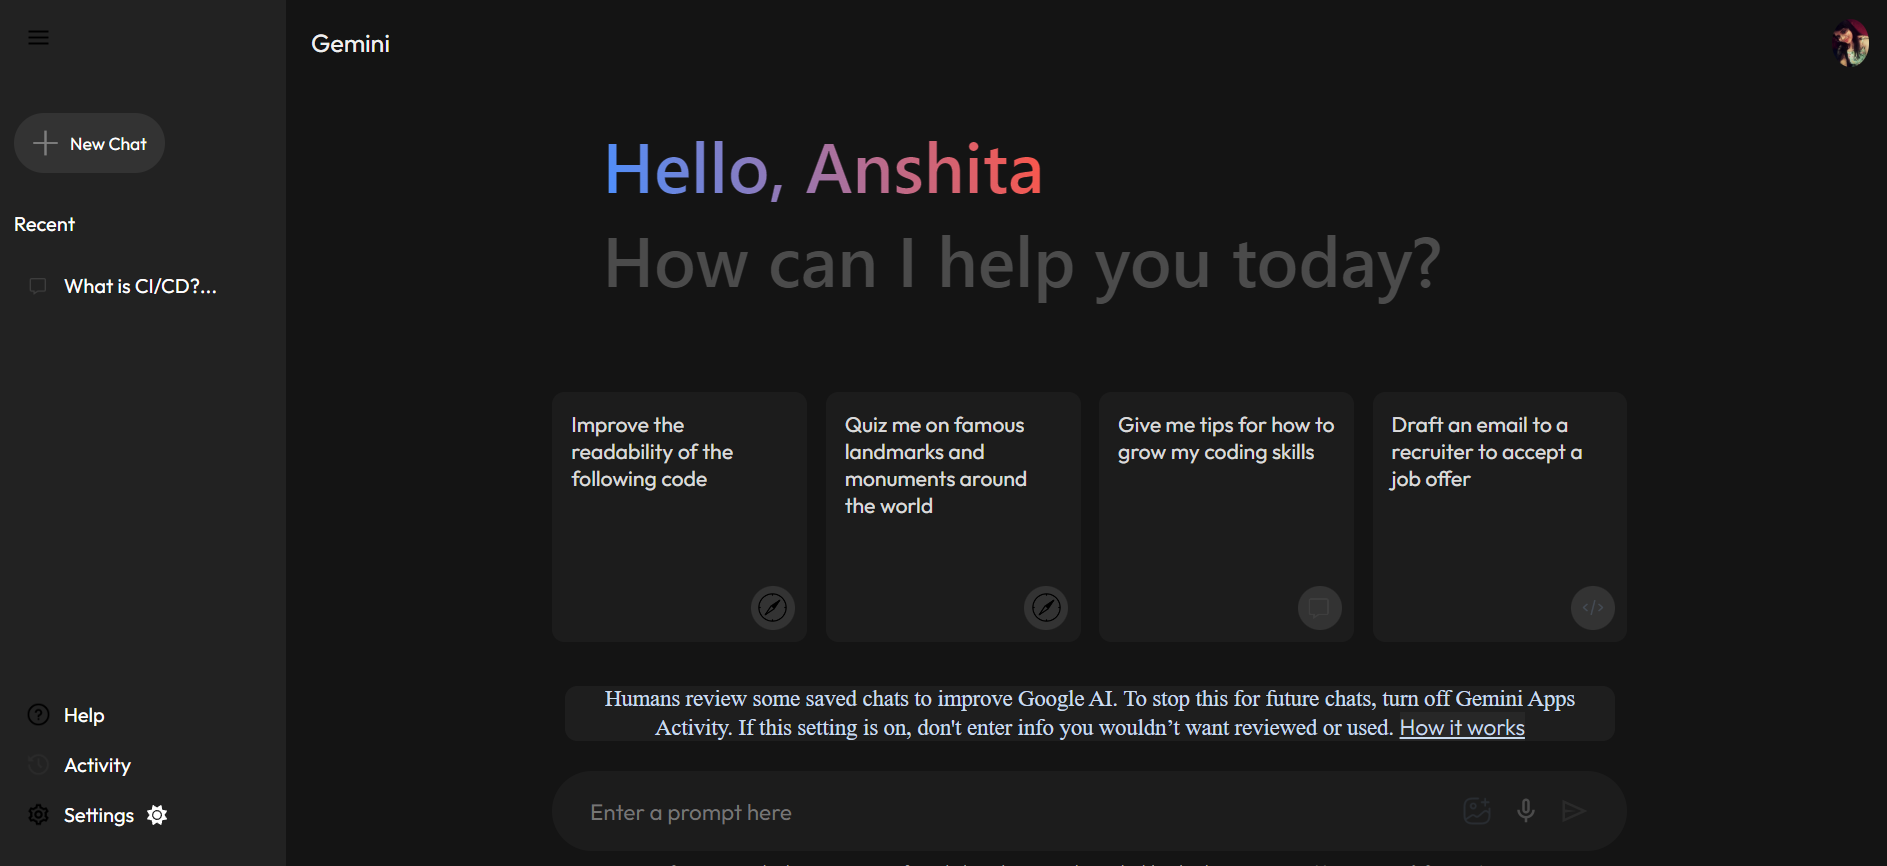 Gemini
New Chat
Recent
What is CI/CD?...
Help
Activity
Settings
Hello, Anshita
How can I help you today?
Improve the
readability of the
following code
Quiz me on famous
landmarks and
monuments around
the world
Give me tips for how to
grow my coding skills
Draft an email to a
recruiter to accept a
job offer
</>
Humans review some saved chats to improve Google AI. To stop this for future chats, turn off Gemini Apps
Activity. If this setting is on, don't enter info you wouldn’t want reviewed or used. How it works
Enter a prompt here